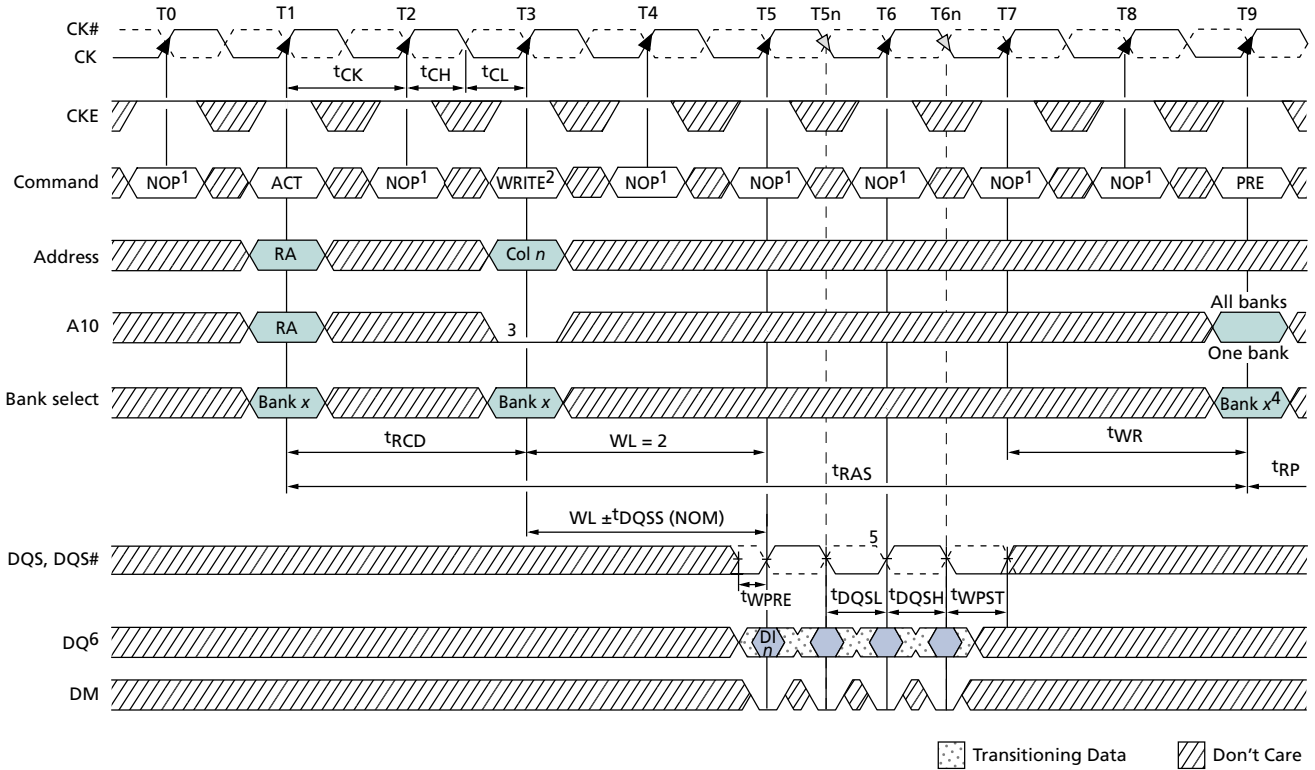 T0 T1 T2 T3 T4 T5 T5n T6 T6n T7 T8 T9
CK#
CK
tCK tCH tCL
CKE
Command NOP1 ACT NOP1 WRITE2 NOP1 NOP1 NOP1 NOP1 NOP1 PRE
Address RA Col n
All banks
A10 RA 3
One bank
Bank select Bank x Bank x Bank x4
tRCD WL = 2 tWR
tRAS tRP
WL ±tDQSS (NOM)
5
DQS, DQS#
tWPRE tDQSL tDQSH tWPST
DQ6 DI
n
DM
Transitioning Data Don't Care